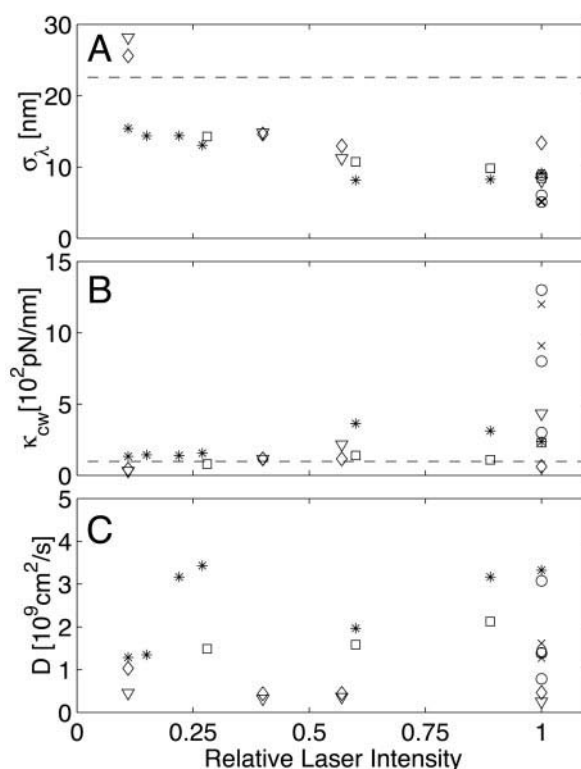 A
σλ [nm]
30
20
10
0
B
κcw[10²pN/nm]
15
10
5
0
C
D [10⁹cm²/s]
5
4
3
2
1
0
0 0.25 0.5 0.75 1
Relative Laser Intensity